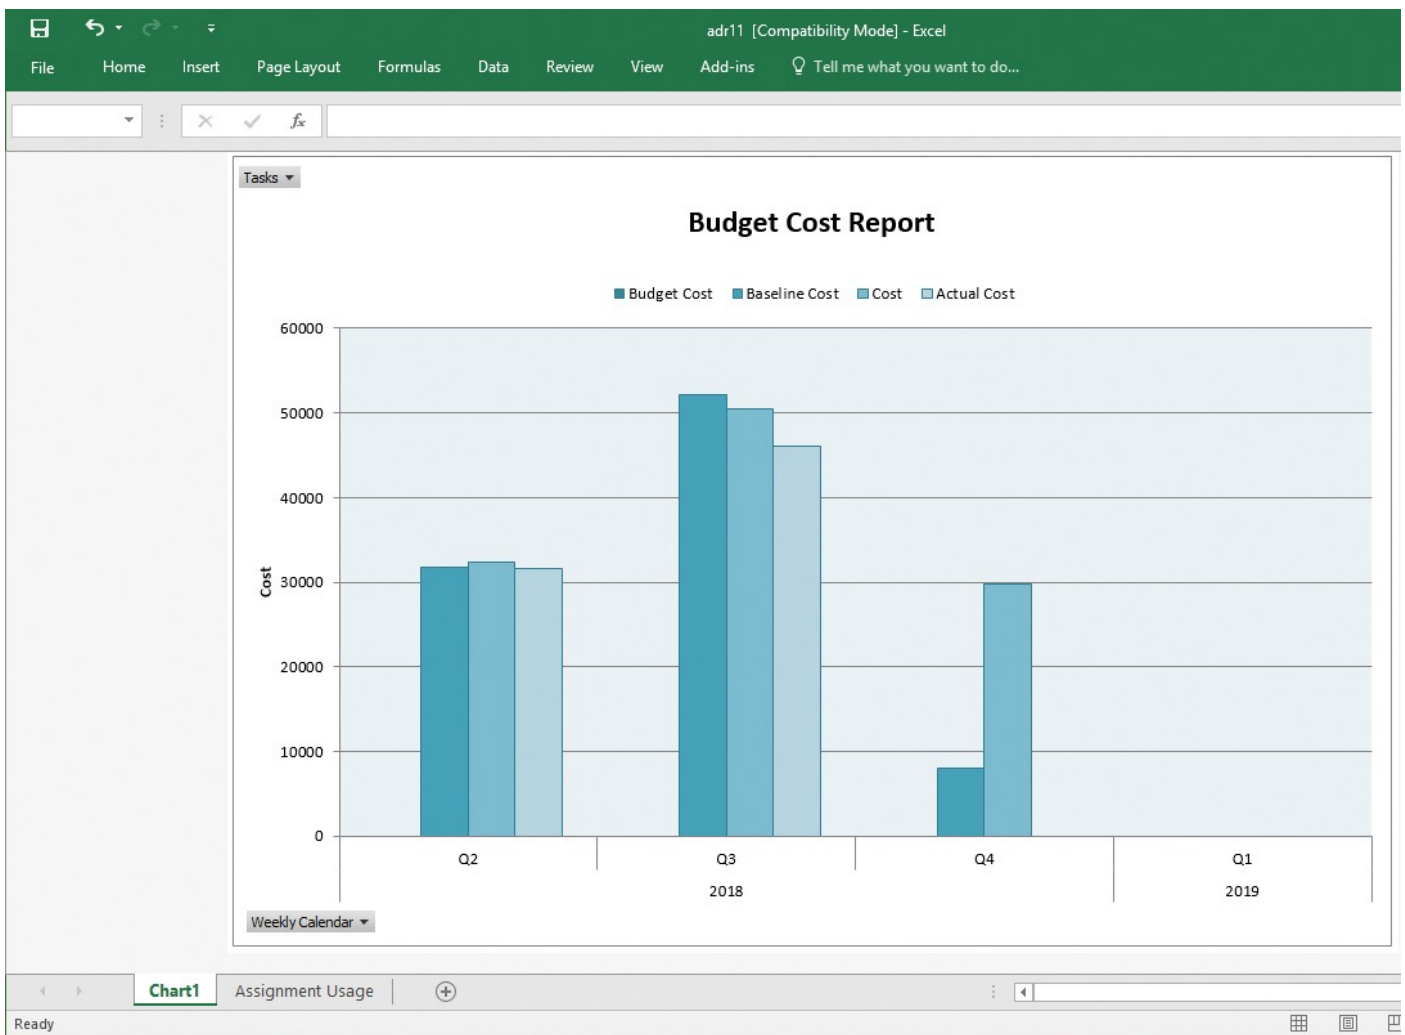 adr11 [Compatibility Mode] - Excel
File Home Insert Page Layout Formulas Data Review View Add-ins Tell me what you want to do...
fx
Tasks
Budget Cost Report
Budget Cost Baseline Cost Cost Actual Cost
60000
50000
40000
30000
20000
10000
0
Cost
Q2 Q3 Q4 Q1
2018 2019
Weekly Calendar
Chart1 Assignment Usage
Ready